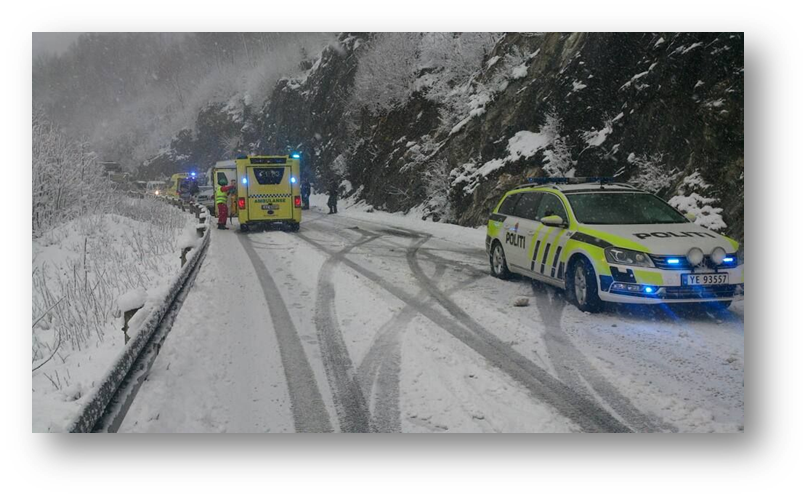 AMBULANSE
POLITI
POLITI
YE 93557